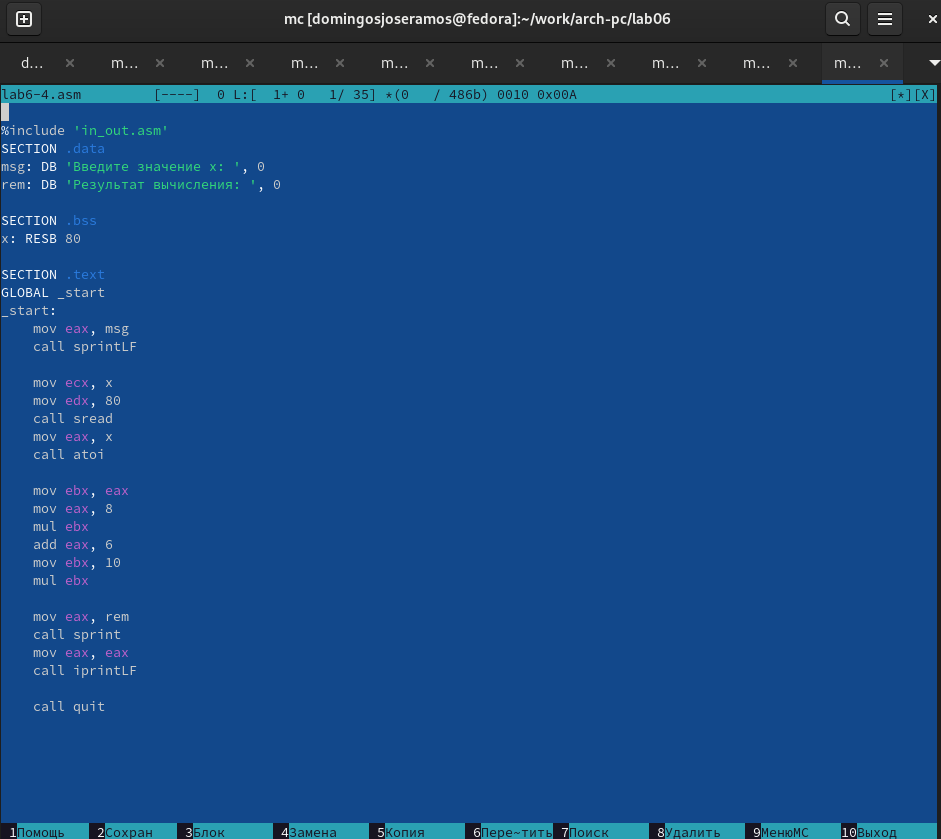 mc [domingosjoseramos@fedora]:~/work/arch-pc/lab06
d... m... m... m... m... m... m... m... m... m...
lab6-4.asm [----] 0 L:[ 1+ 0 1/ 35] *(0 / 486b) 0010 0x00A [*][X]
%include 'in_out.asm'
SECTION .data
msg: DB 'Введите значение x: ', 0
rem: DB 'Результат вычисления: ', 0
SECTION .bss
x: RESB 80
SECTION .text
GLOBAL _start
_start:
mov eax, msg
call sprintLF
mov ecx, x
mov edx, 80
call sread
mov eax, x
call atoi
mov ebx, eax
mov eax, 8
mul ebx
add eax, 6
mov ebx, 10
mul ebx
mov eax, rem
call sprint
mov eax, eax
call iprintLF
call quit
1Помощь 2Сохран 3Блок 4Замена 5Копия 6Пере~тить 7Поиск 8Удалить 9МенюMC 10Выход